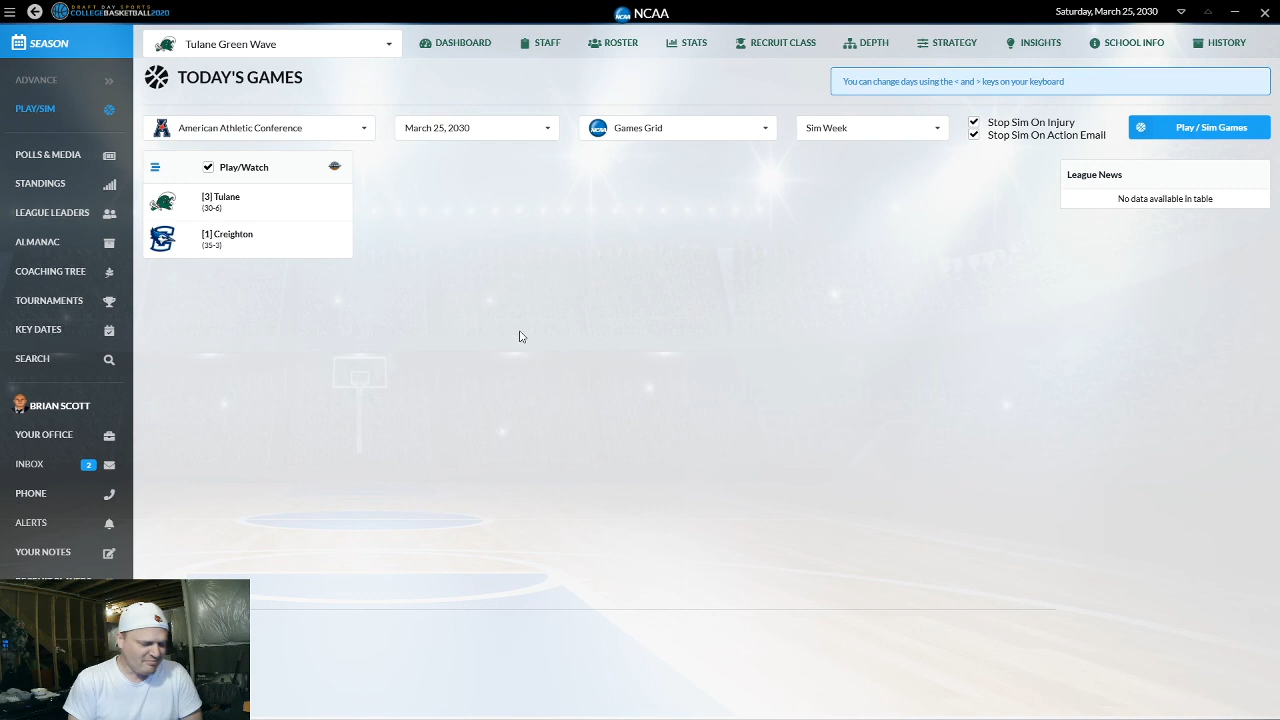 DRAFT DAY SPORTS
COLLEGE BASKETBALL 2020
NCAA
Saturday, March 25, 2030
SEASON
Tulane Green Wave
DASHBOARD
STAFF
ROSTER
STATS
RECRUIT CLASS
DEPTH
STRATEGY
INSIGHTS
SCHOOL INFO
HISTORY
ADVANCE
TODAY'S GAMES
You can change days using the < and > keys on your keyboard
PLAY/SIM
American Athletic Conference
March 25, 2030
Games Grid
Sim Week
Stop Sim On Injury
Stop Sim On Action Email
Play / Sim Games
POLLS & MEDIA
STANDINGS
LEAGUE LEADERS
ALMANAC
COACHING TREE
TOURNAMENTS
KEY DATES
SEARCH
Play/Watch
[3] Tulane
(30-6)
[1] Creighton
(35-3)
League News
No data available in table
BRIAN SCOTT
YOUR OFFICE
INBOX 2
PHONE
ALERTS
YOUR NOTES